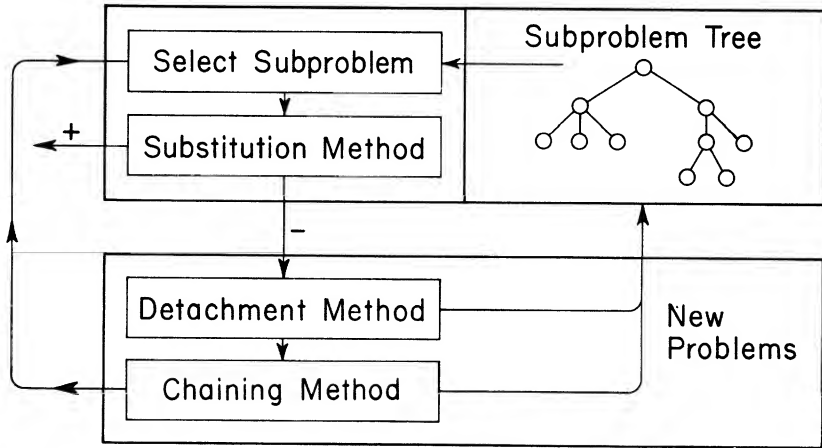 Subproblem Tree
Select Subproblem
+
Substitution Method
-
Detachment Method
New
Problems
Chaining Method